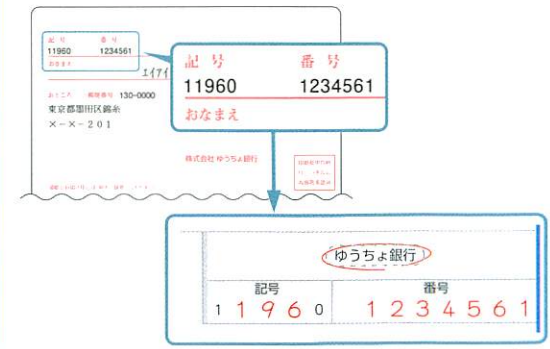 記号 番号
11960 1234561
おなまえ
エイアイ
おところ 郵便番号 130-0000
東京都墨田区錦糸
×-×-201
株式会社 ゆうちょ銀行
記号 番号
11960 1234561
おなまえ
ゆうちょ銀行
記号 番号
1 1 9 6 0 1 2 3 4 5 6 1